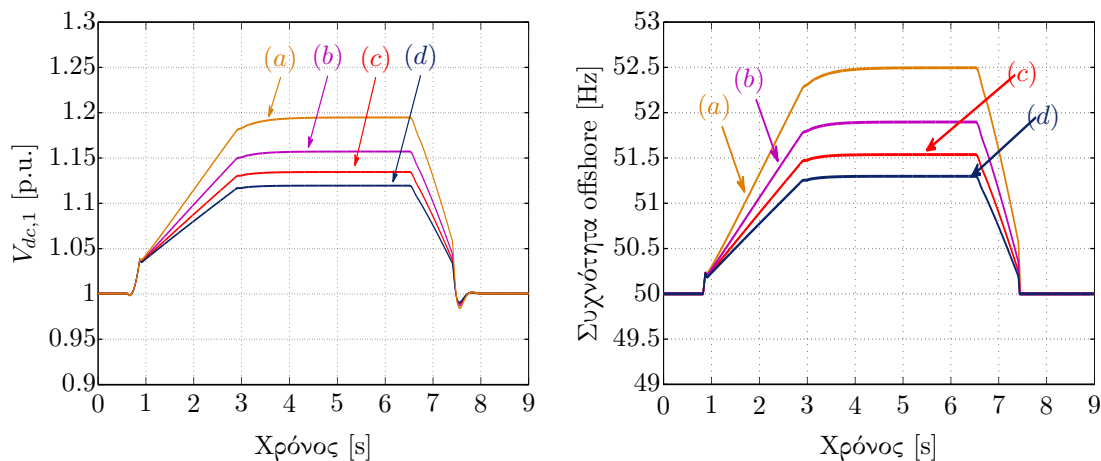 1.3
1.25
1.2
1.15
1.1
1.05
1
0.95
0.9
V_{dc,1} [p.u.]
(a)
(b)
(c)
(d)
0 1 2 3 4 5 6 7 8 9
Χρόνος [s]
53
52.5
52
51.5
51
50.5
50
49.5
49
Συχνότητα offshore [Hz]
(a)
(b)
(c)
(d)
0 1 2 3 4 5 6 7 8 9
Χρόνος [s]